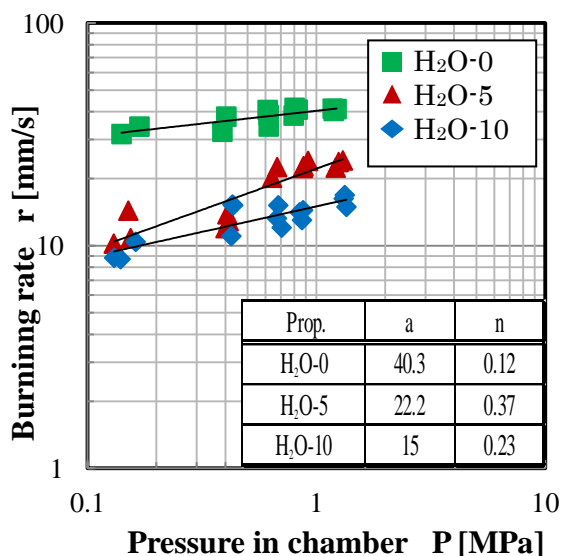 100
10
1
Burninng rate r [mm/s]
H₂O-0
H₂O-5
H₂O-10
Prop. a n
H₂O-0 40.3 0.12
H₂O-5 22.2 0.37
H₂O-10 15 0.23
0.1 1 10
Pressure in chamber P [MPa]